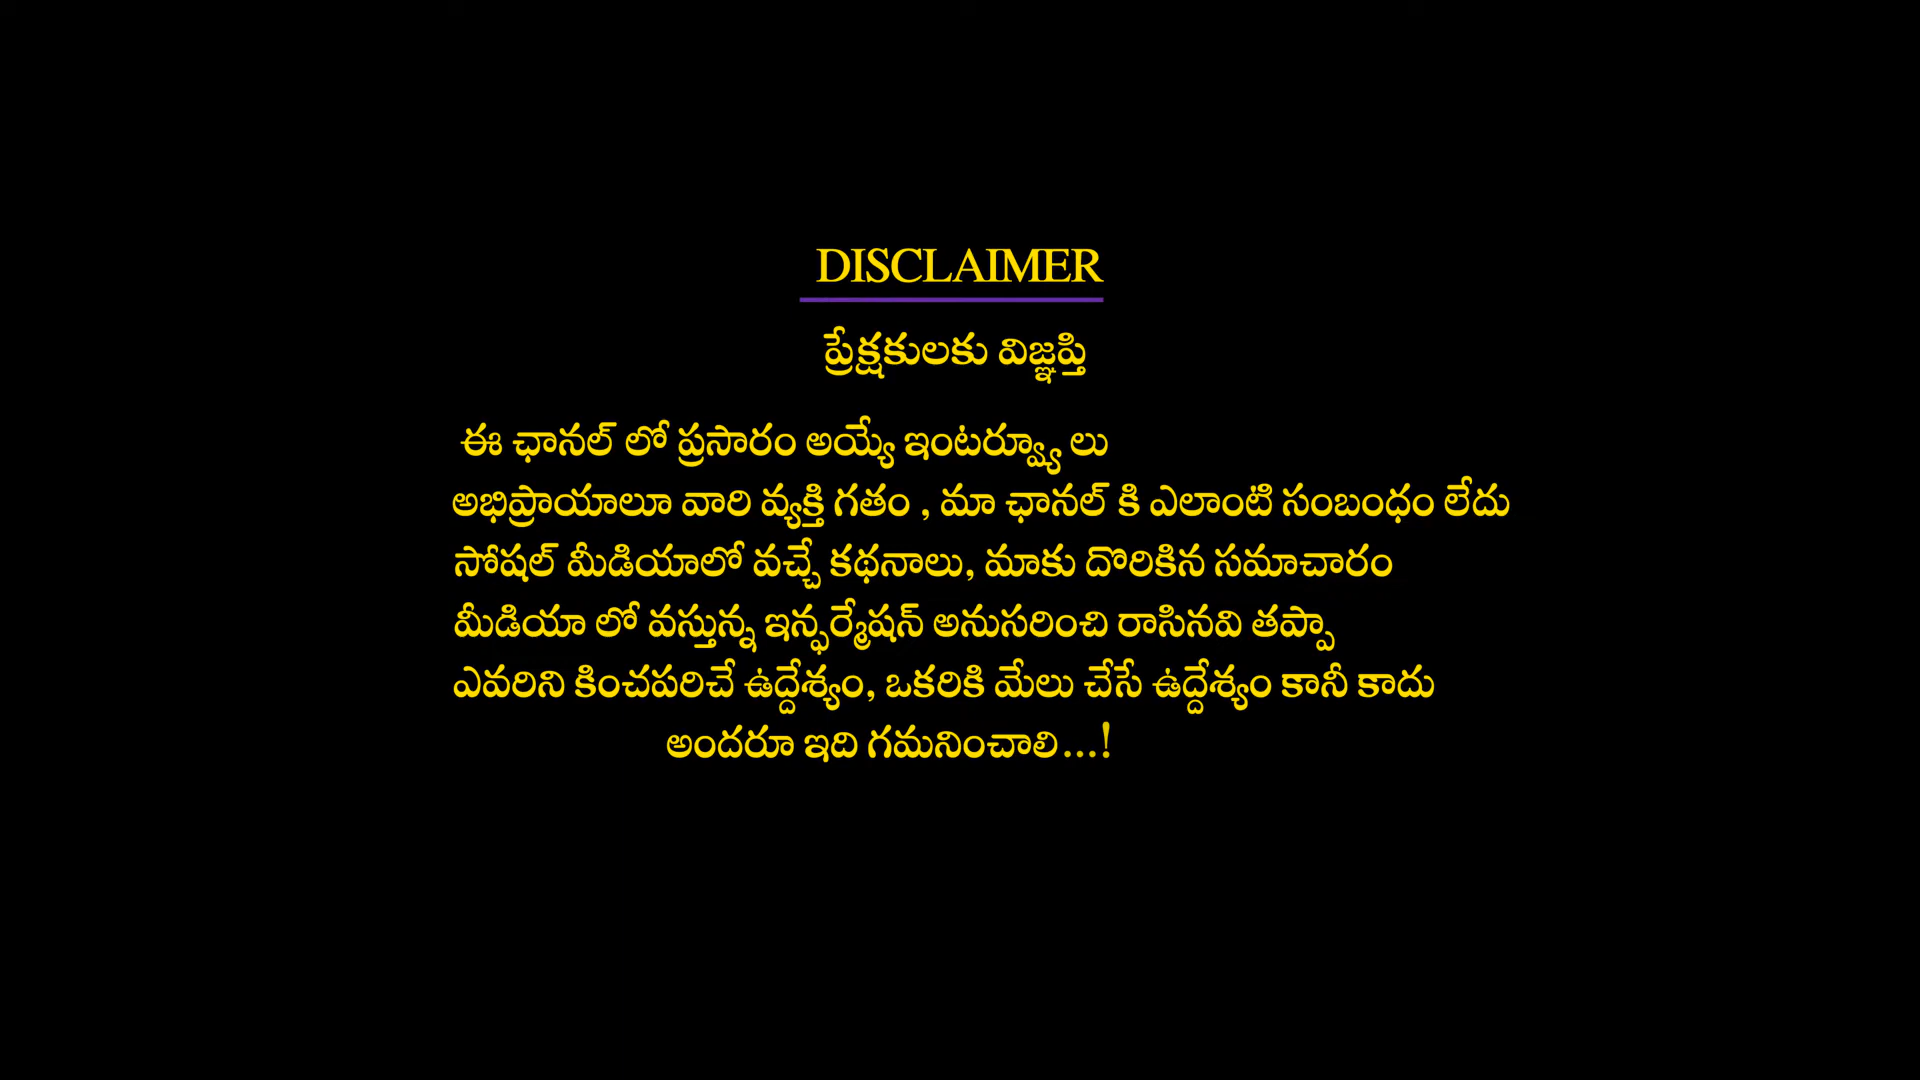 DISCLAIMER
ప్రేక్షకులకు విజ్ఞప్తి
ఈ ఛానల్ లో ప్రసారం అయ్యే ఇంటర్వ్యూ లు
అభిప్రాయాలూ వారి వ్యక్తి గతం , మా ఛానల్ కి ఎలాంటి సంబంధం లేదు
సోషల్ మీడియాలో వచ్చే కథనాలు, మాకు దొరికిన సమాచారం
మీడియా లో వస్తున్న ఇన్ఫర్మేషన్ అనుసరించి రాసినవి తప్పా
ఎవరిని కించపరిచే ఉద్దేశ్యం, ఒకరికి మేలు చేసే ఉద్దేశ్యం కానీ కాదు
అందరూ ఇది గమనించాలి...!